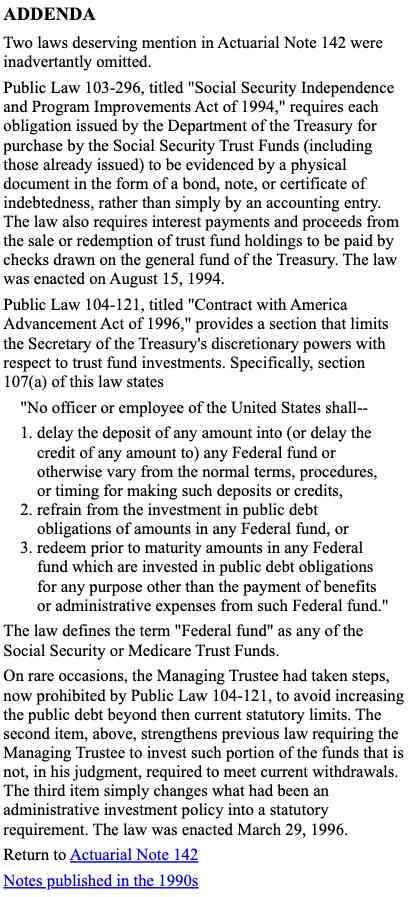 ADDENDA
Two laws deserving mention in Actuarial Note 142 were
inadvertantly omitted.
Public Law 103-296, titled "Social Security Independence
and Program Improvements Act of 1994," requires each
obligation issued by the Department of the Treasury for
purchase by the Social Security Trust Funds (including
those already issued) to be evidenced by a physical
document in the form of a bond, note, or certificate of
indebtedness, rather than simply by an accounting entry.
The law also requires interest payments and proceeds from
the sale or redemption of trust fund holdings to be paid by
checks drawn on the general fund of the Treasury. The law
was enacted on August 15, 1994.
Public Law 104-121, titled "Contract with America
Advancement Act of 1996," provides a section that limits
the Secretary of the Treasury's discretionary powers with
respect to trust fund investments. Specifically, section
107(a) of this law states
"No officer or employee of the United States shall--
1. delay the deposit of any amount into (or delay the
credit of any amount to) any Federal fund or
otherwise vary from the normal terms, procedures,
or timing for making such deposits or credits,
2. refrain from the investment in public debt
obligations of amounts in any Federal fund, or
3. redeem prior to maturity amounts in any Federal
fund which are invested in public debt obligations
for any purpose other than the payment of benefits
or administrative expenses from such Federal fund."
The law defines the term "Federal fund" as any of the
Social Security or Medicare Trust Funds.
On rare occasions, the Managing Trustee had taken steps,
now prohibited by Public Law 104-121, to avoid increasing
the public debt beyond then current statutory limits. The
second item, above, strengthens previous law requiring the
Managing Trustee to invest such portion of the funds that is
not, in his judgment, required to meet current withdrawals.
The third item simply changes what had been an
administrative investment policy into a statutory
requirement. The law was enacted March 29, 1996.
Return to Actuarial Note 142
Notes published in the 1990s